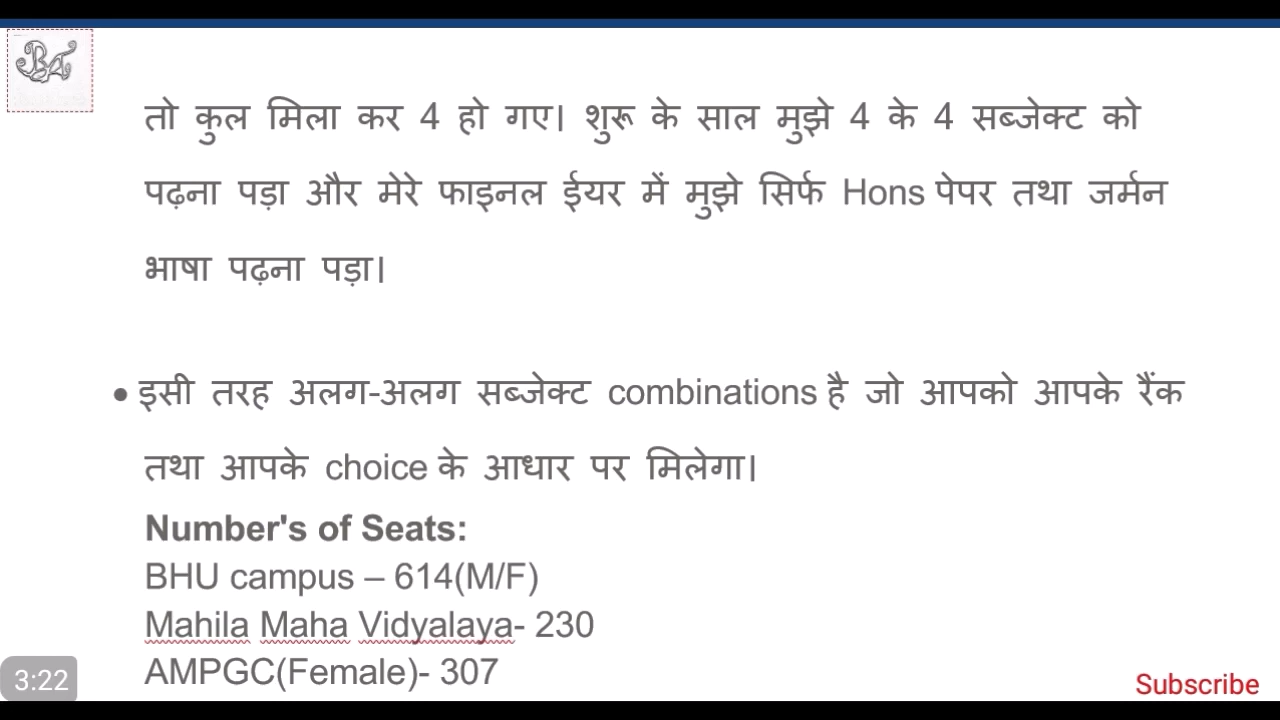 तो कुल मिला कर 4 हो गए। शुरू के साल मुझे 4 के 4 सब्जेक्ट को
पढ़ना पड़ा और मेरे फाइनल ईयर में मुझे सिर्फ Hons पेपर तथा जर्मन
भाषा पढ़ना पड़ा।
• इसी तरह अलग-अलग सब्जेक्ट combinations है जो आपको आपके रैंक
तथा आपके choice के आधार पर मिलेगा।
Number's of Seats:
BHU campus – 614(M/F)
Mahila Maha Vidyalaya- 230
AMPGC(Female)- 307
3:22
Subscribe